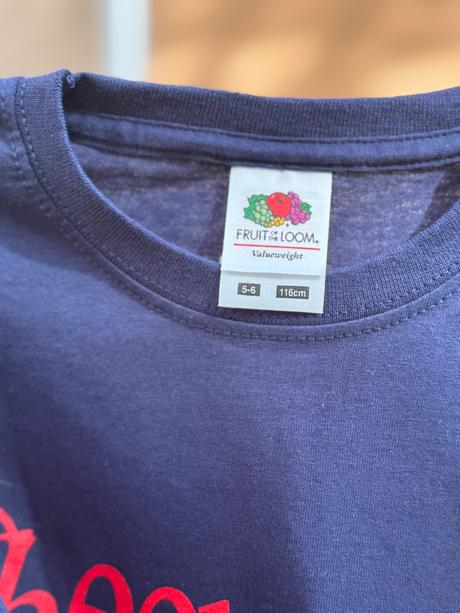 FRUIT OF THE LOOM®
Valueweight
5-6 116cm